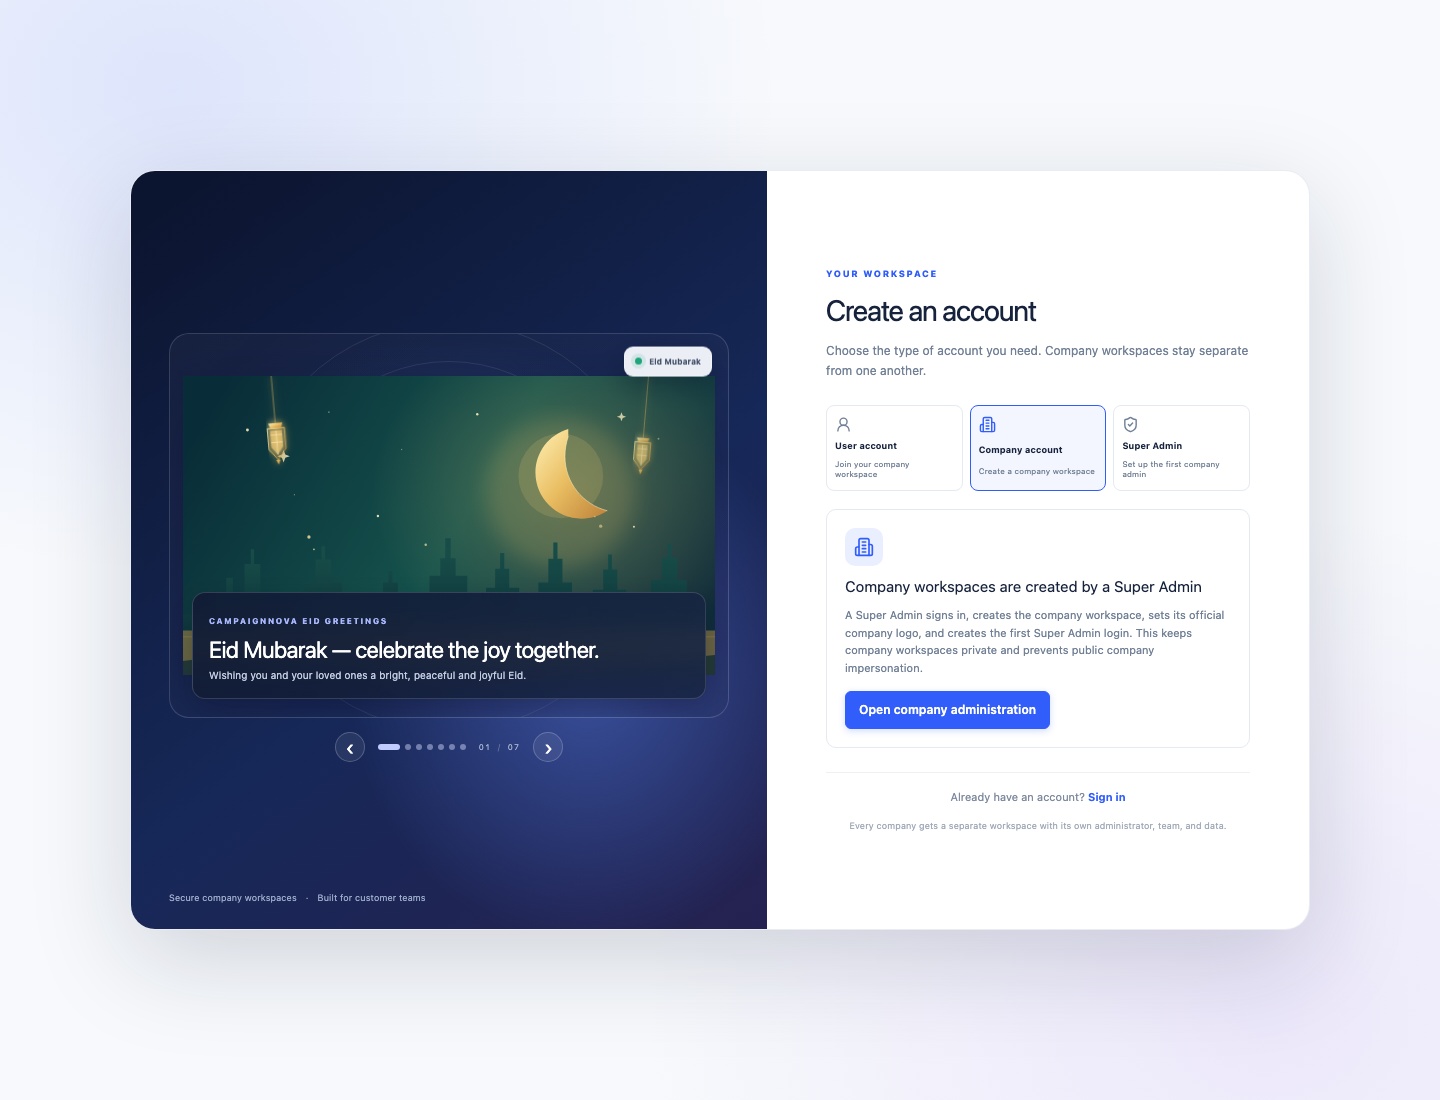 Eid Mubarak
CAMPAIGNNOVA EID GREETINGS
Eid Mubarak — celebrate the joy together.
Wishing you and your loved ones a bright, peaceful and joyful Eid.
‹
01 / 07
›
Secure company workspaces · Built for customer teams
YOUR WORKSPACE
Create an account
Choose the type of account you need. Company workspaces stay separate
from one another.
User account
Join your company
workspace
Company account
Create a company workspace
Super Admin
Set up the first company
admin
Company workspaces are created by a Super Admin
A Super Admin signs in, creates the company workspace, sets its official
company logo, and creates the first Super Admin login. This keeps
company workspaces private and prevents public company
impersonation.
Open company administration
Already have an account? Sign in
Every company gets a separate workspace with its own administrator, team, and data.